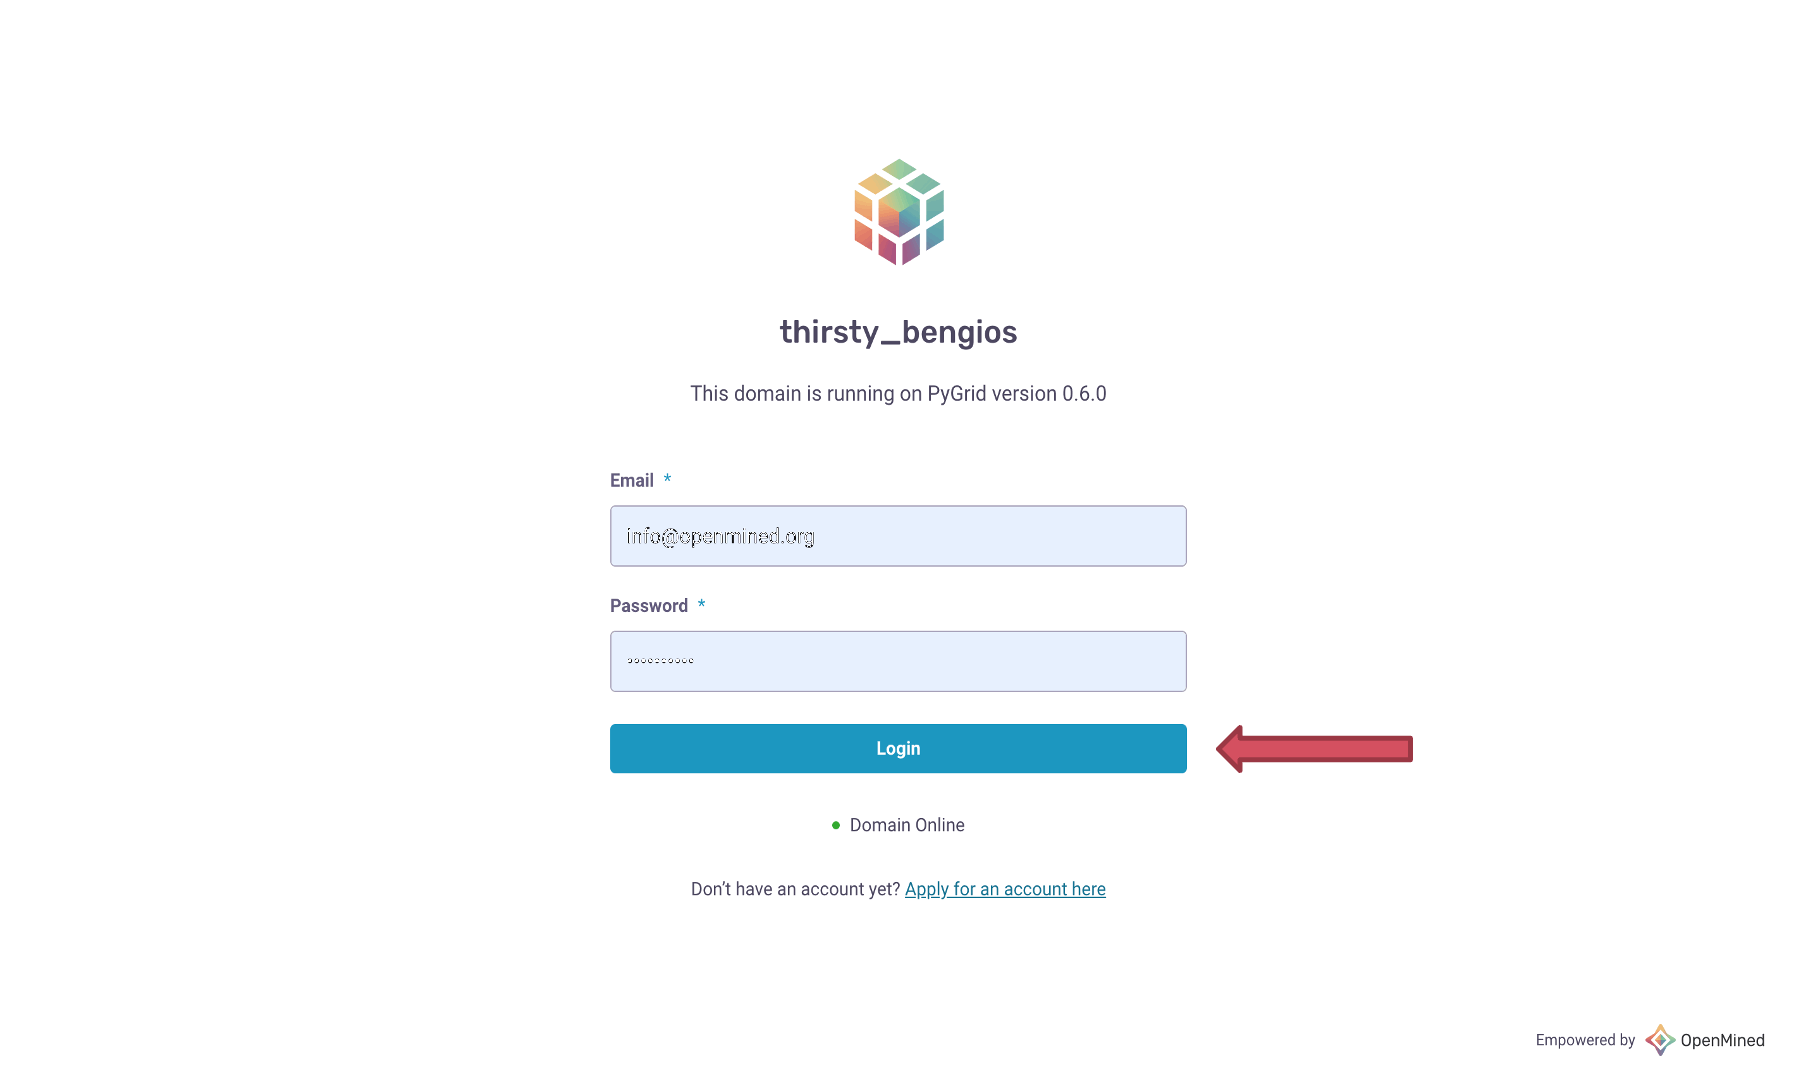 thirsty_bengios
This domain is running on PyGrid version 0.6.0
Email *
info@openmined.org
Password *
••••••••••
Login
Domain Online
Don’t have an account yet? Apply for an account here
Empowered by OpenMined